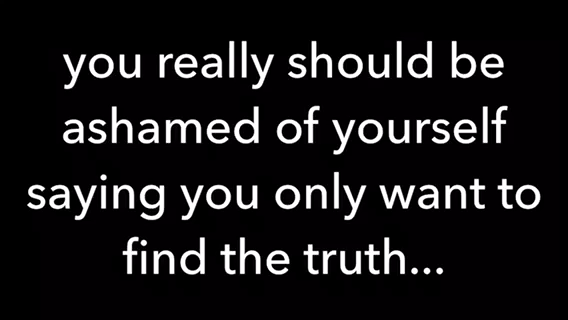 you really should be
ashamed of yourself
saying you only want to
find the truth...